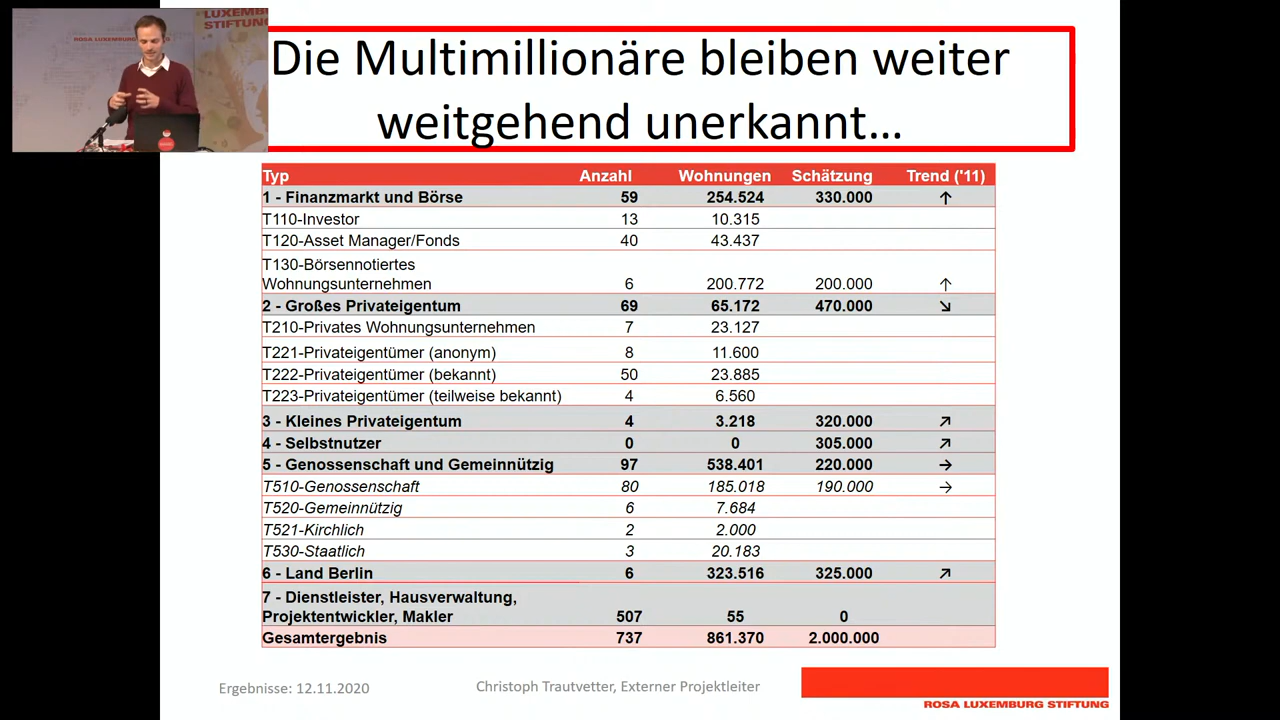 LUXEMBURG
STIFTUNG
ROSA LUXEMBURG
Die Multimillionäre bleiben weiter
weitgehend unerkannt...
Typ Anzahl Wohnungen Schätzung Trend ('11)
1 - Finanzmarkt und Börse 59 254.524 330.000 ↑
T110-Investor 13 10.315
T120-Asset Manager/Fonds 40 43.437
T130-Börsennotiertes
Wohnungsunternehmen 6 200.772 200.000 ↑
2 - Großes Privateigentum 69 65.172 470.000 ↘
T210-Privates Wohnungsunternehmen 7 23.127
T221-Privateigentümer (anonym) 8 11.600
T222-Privateigentümer (bekannt) 50 23.885
T223-Privateigentümer (teilweise bekannt) 4 6.560
3 - Kleines Privateigentum 4 3.218 320.000 ↗
4 - Selbstnutzer 0 0 305.000 ↗
5 - Genossenschaft und Gemeinnützig 97 538.401 220.000 →
T510-Genossenschaft 80 185.018 190.000 →
T520-Gemeinnützig 6 7.684
T521-Kirchlich 2 2.000
T530-Staatlich 3 20.183
6 - Land Berlin 6 323.516 325.000 ↗
7 - Dienstleister, Hausverwaltung,
Projektentwickler, Makler 507 55 0
Gesamtergebnis 737 861.370 2.000.000
Ergebnisse: 12.11.2020
Christoph Trautvetter, Externer Projektleiter
ROSA LUXEMBURG STIFTUNG